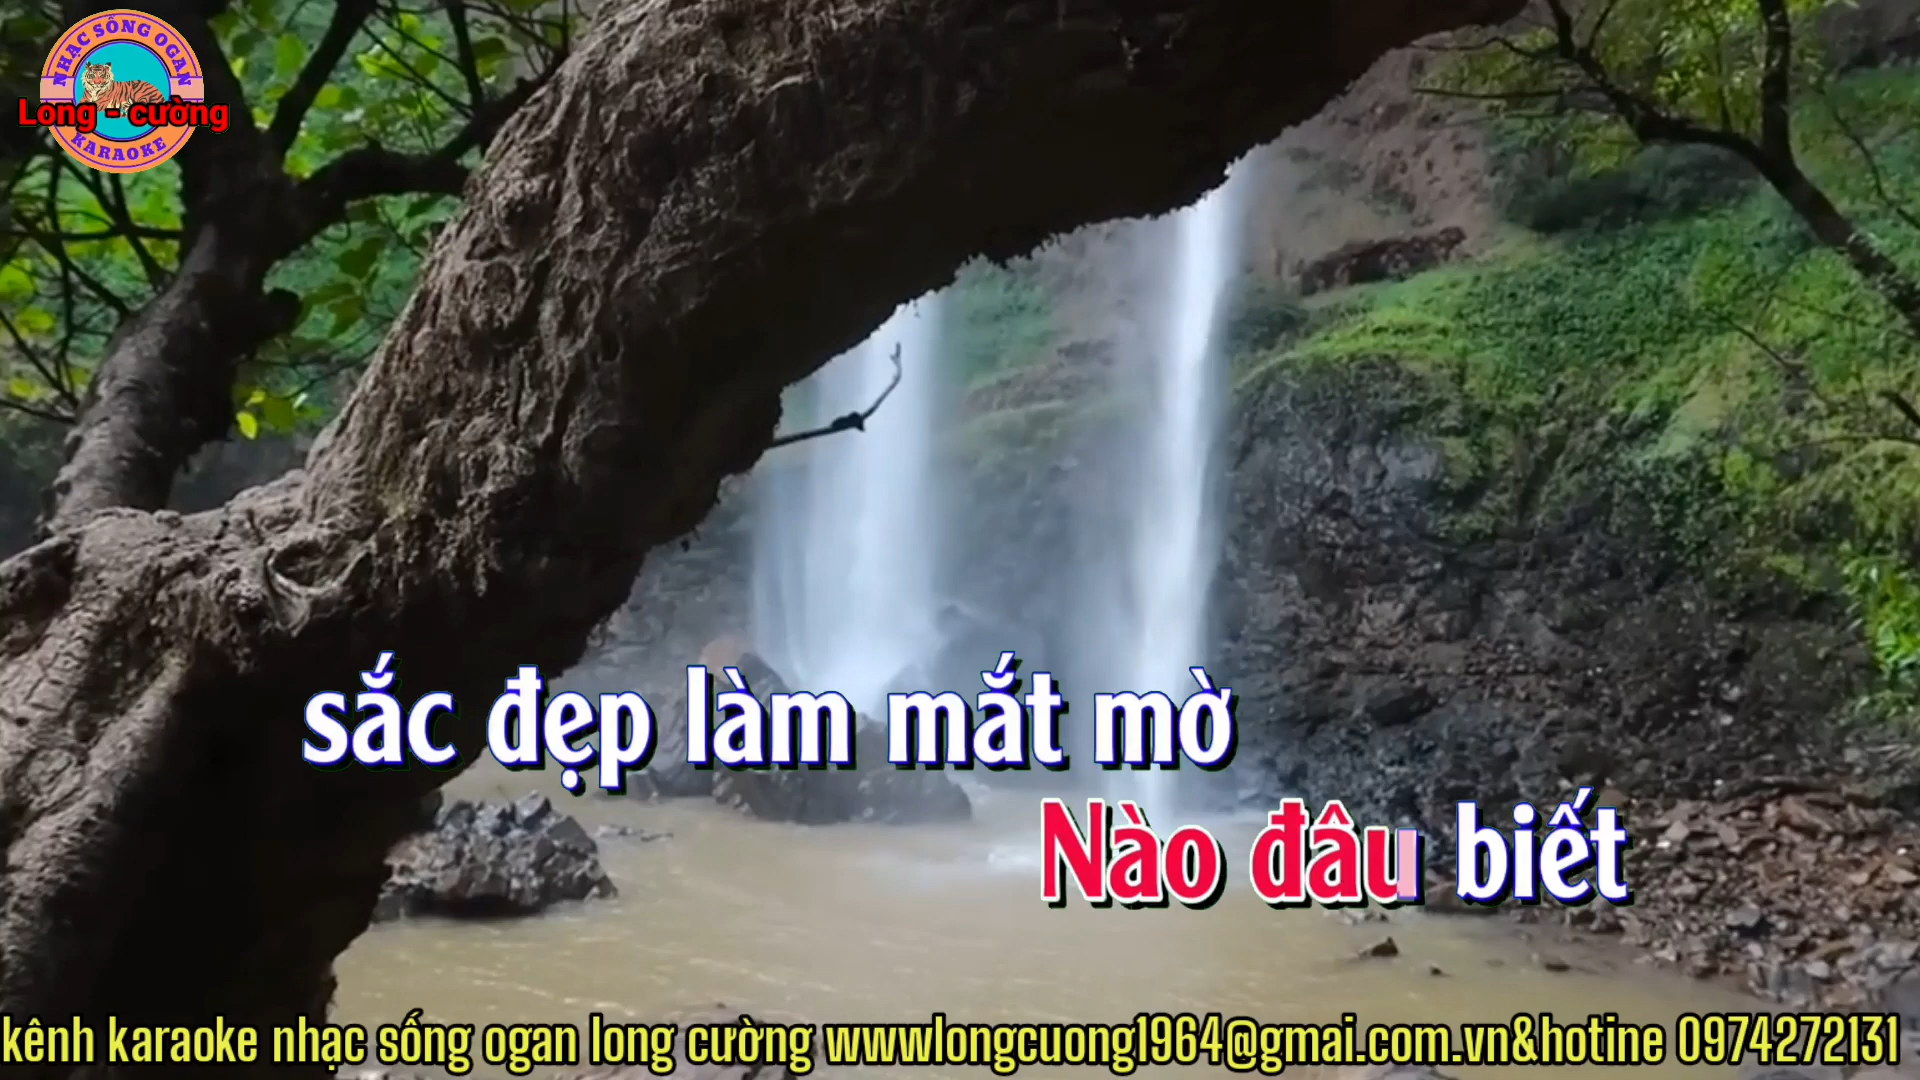 NHẠC SỐNG OGAN
Long - cường
KARAOKE
sắc đẹp làm mắt mờ
Nào đâu biết
kênh karaoke nhạc sống ogan long cường wwwlongcuong1964@gmai.com.vn&hotine 0974272131